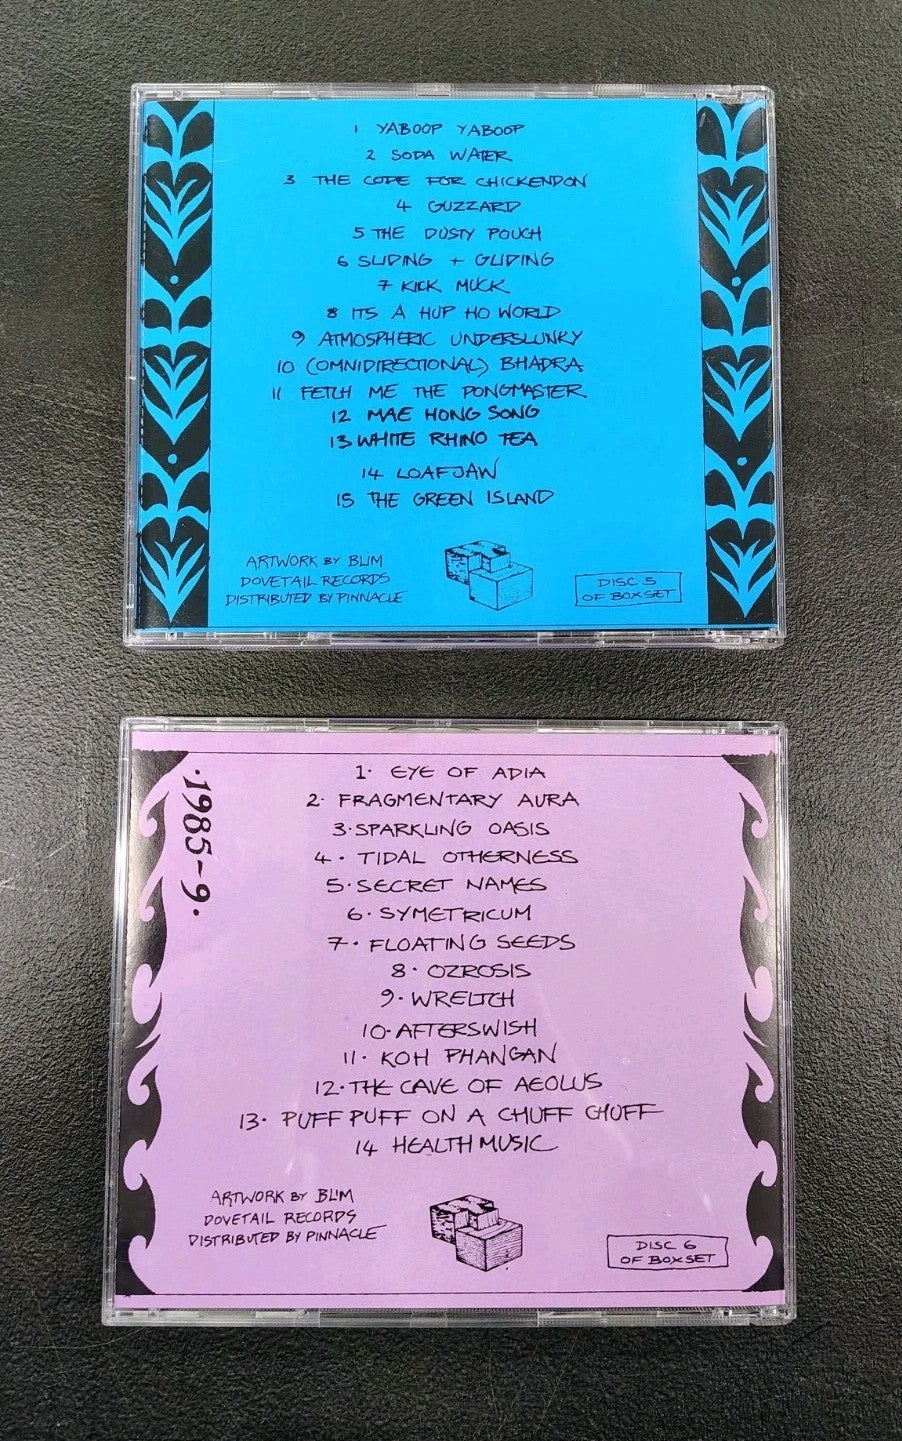 1 YABOOP YABOOP
2 SODA WATER
3 THE CODE FOR CHICKENDON
4 GUZZARD
5 THE DUSTY POUCH
6 SLIDING + GLIDING
7 KICK MUCK
8 ITS A HUP HO WORLD
9 ATMOSPHERIC UNDERSLUNKY
10 (OMNIDIRECTIONAL) BHADRA
11 FETCH ME THE PONGMASTER
12 MAE HONG SONG
13 WHITE RHINO TEA
14 LOAFJAW
15 THE GREEN ISLAND
ARTWORK BY BLIM
DOVETAIL RECORDS
DISTRIBUTED BY PINNACLE
DISC 5
OF BOXSET
·1985-9·
1· EYE OF ADIA
2· FRAGMENTARY AURA
3·SPARKLING OASIS
4· TIDAL OTHERNESS
5·SECRET NAMES
6· SYMETRICUM
7· FLOATING SEEDS
8· OZROSIS
9· WRELTCH
10·AFTERSWISH
11· KOH PHANGAN
12·THE CAVE OF AEOLUS
13· PUFF PUFF ON A CHUFF CHUFF
14 HEALTH MUSIC
ARTWORK BY BLIM
DOVETAIL RECORDS
DISTRIBUTED BY PINNACLE
DISC 6
OF BOXSET